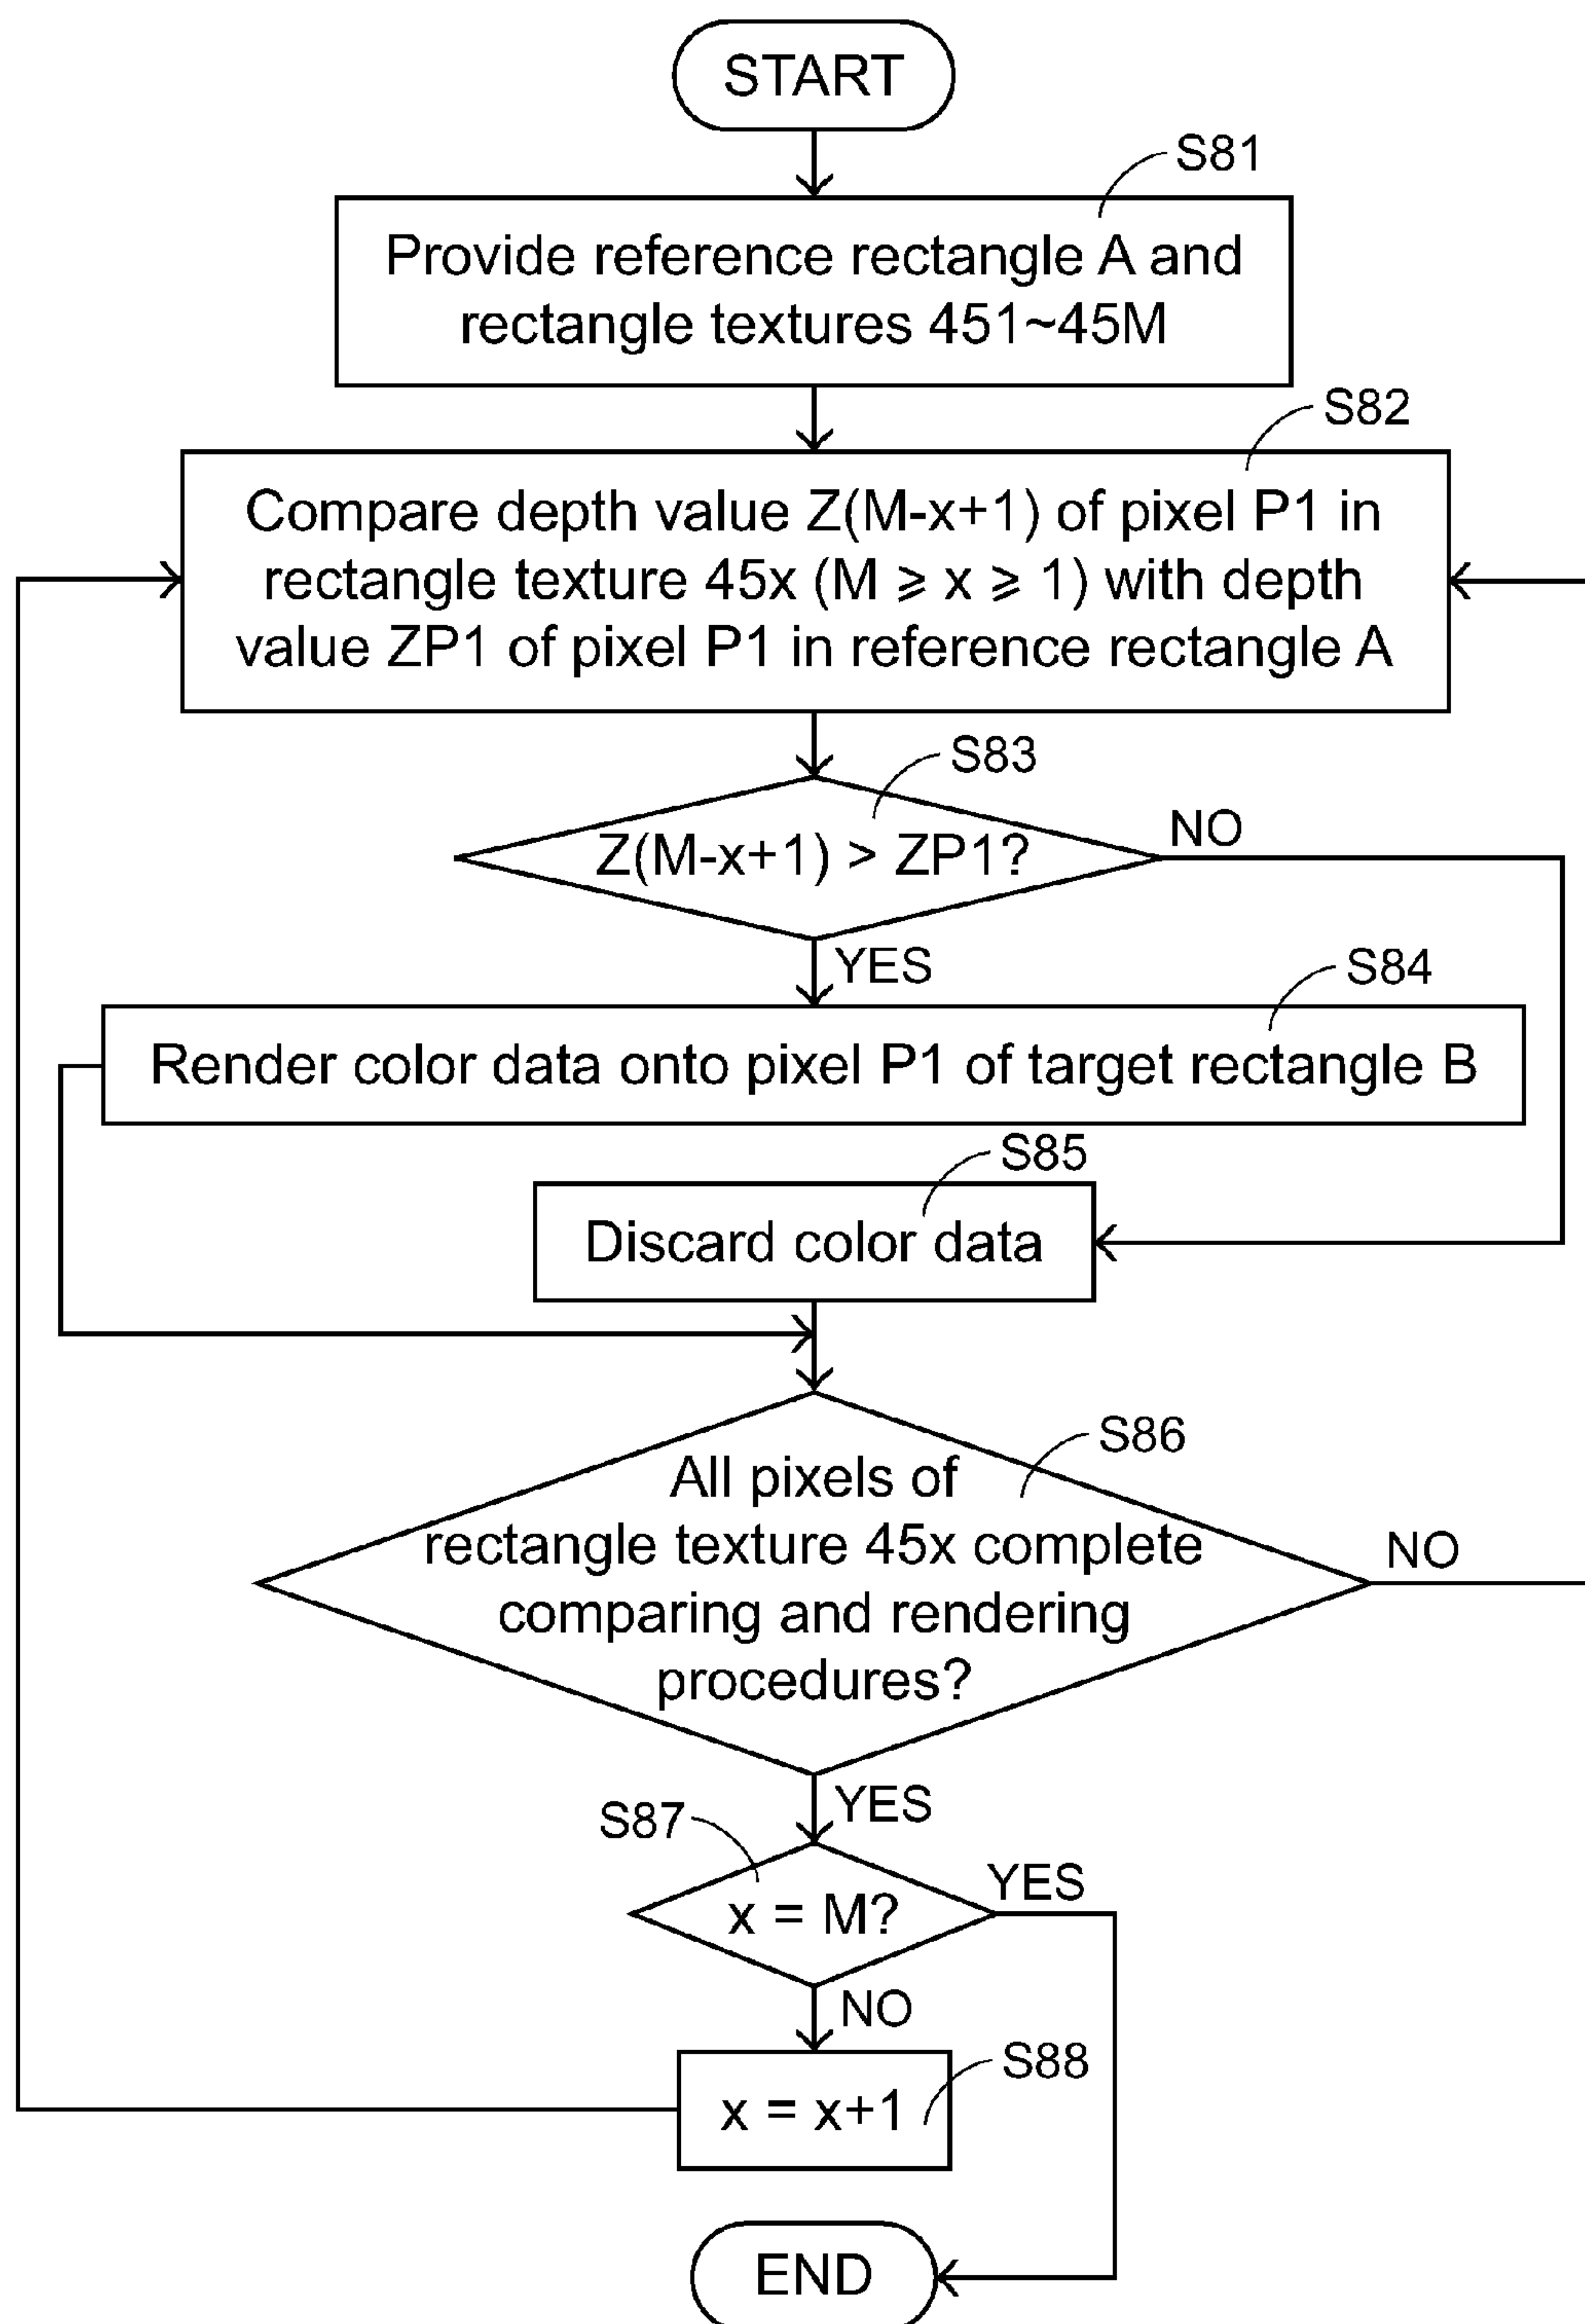 START
S81
Provide reference rectangle A and
rectangle textures 451~45M
S82
Compare depth value Z(M-x+1) of pixel P1 in
rectangle texture 45x (M ⩾ x ⩾ 1) with depth
value ZP1 of pixel P1 in reference rectangle A
S83
Z(M-x+1) > ZP1?
NO
YES
S84
Render color data onto pixel P1 of target rectangle B
S85
Discard color data
S86
All pixels of
rectangle texture 45x complete
comparing and rendering
procedures?
NO
YES
S87
x = M?
YES
NO
S88
x = x+1
END